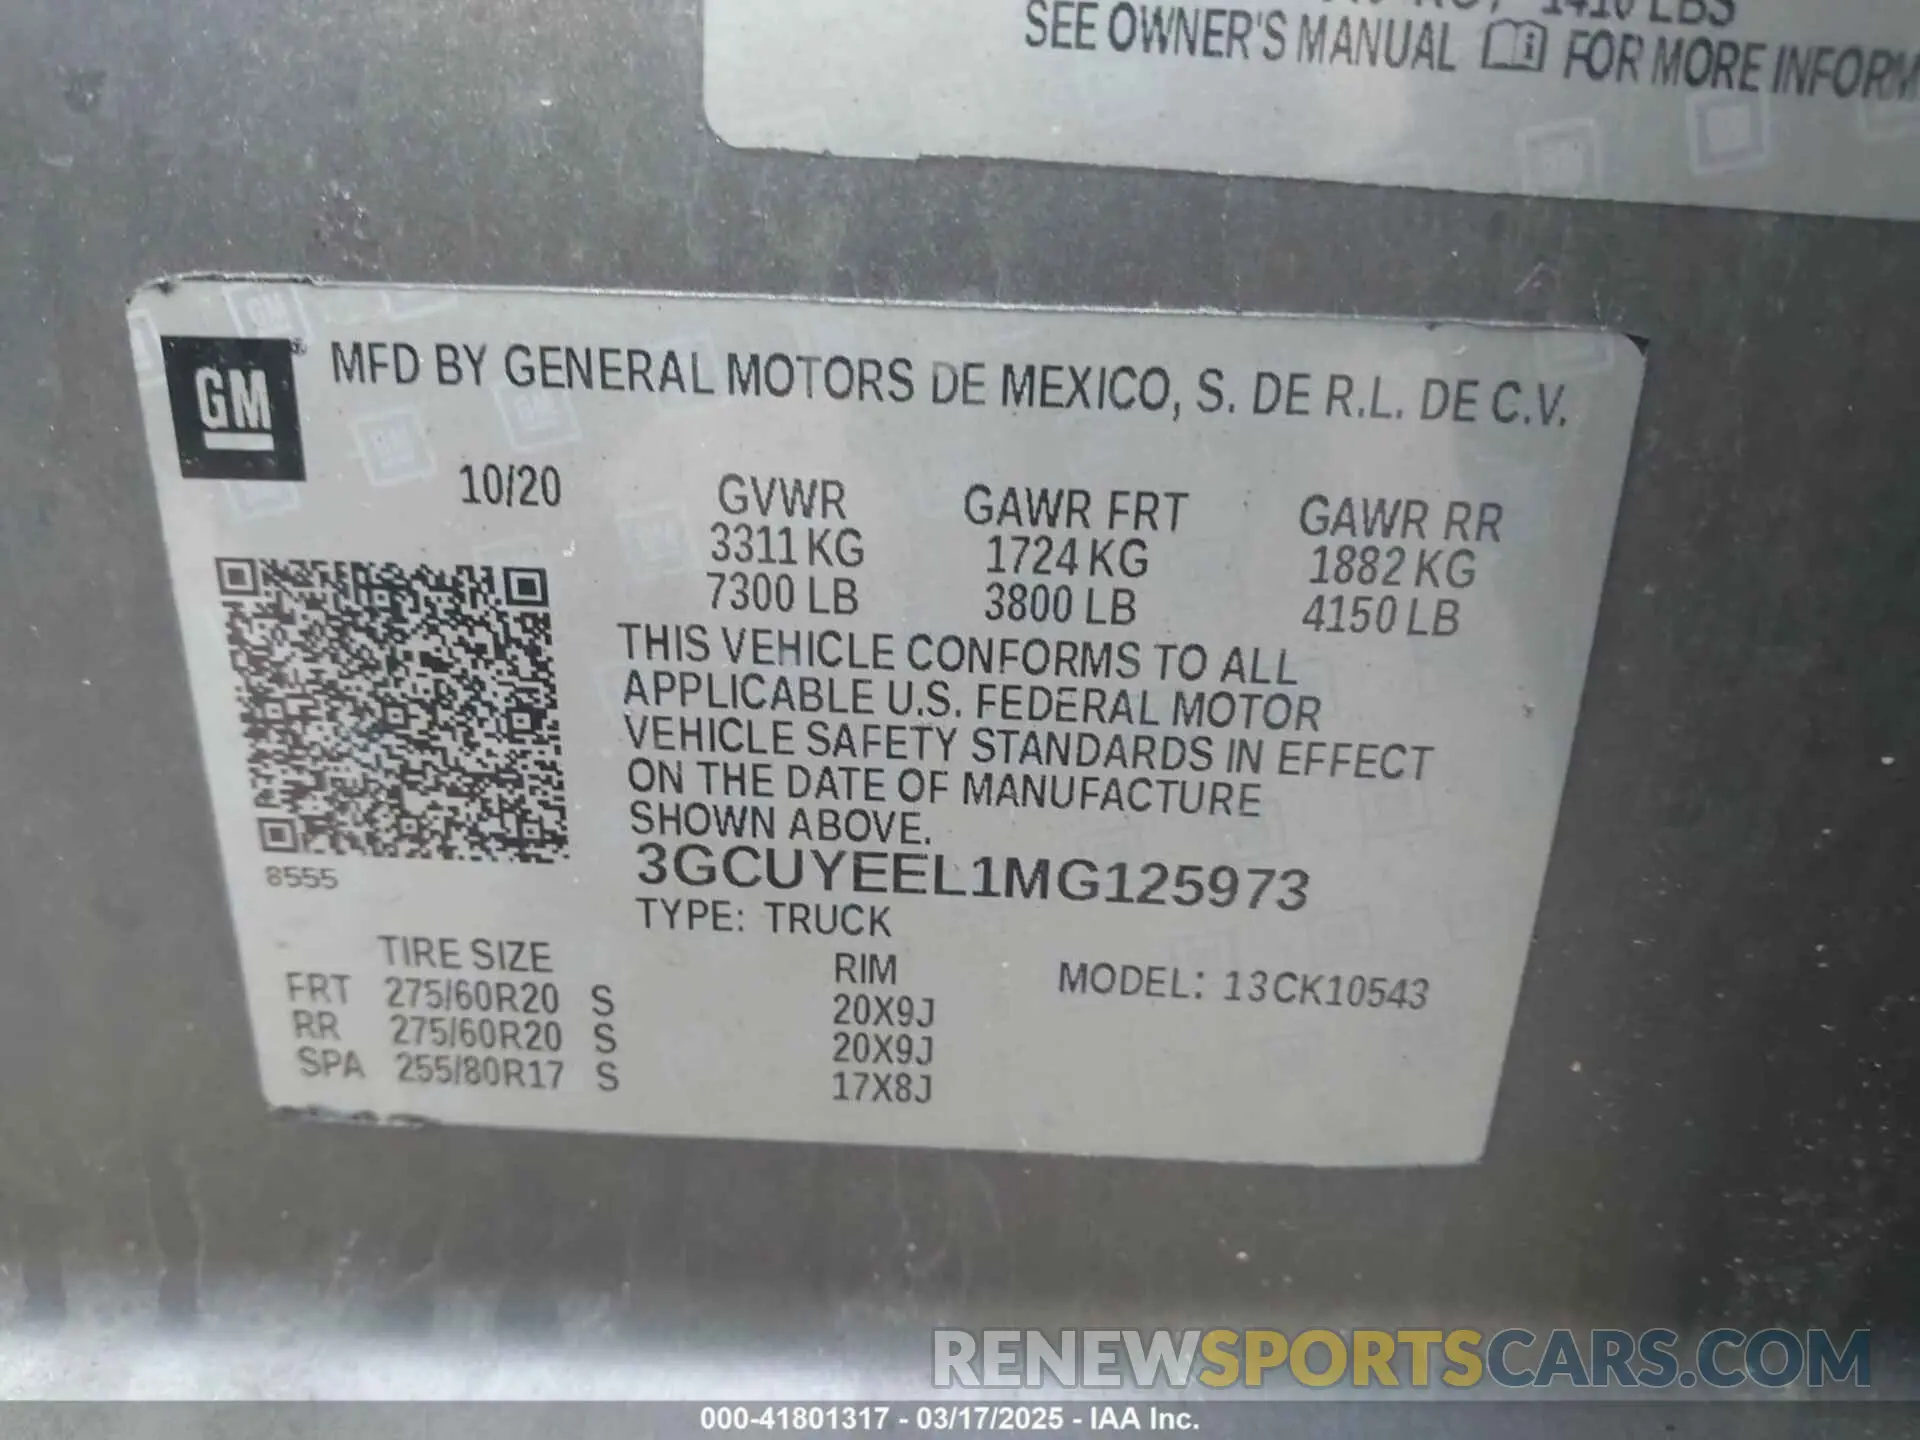 1410 LBS
SEE OWNER'S MANUAL FOR MORE INFORM
GM ® MFD BY GENERAL MOTORS DE MEXICO, S. DE R.L. DE C.V.
10/20 GVWR GAWR FRT GAWR RR
3311 KG 1724 KG 1882 KG
7300 LB 3800 LB 4150 LB
THIS VEHICLE CONFORMS TO ALL
APPLICABLE U.S. FEDERAL MOTOR
VEHICLE SAFETY STANDARDS IN EFFECT
ON THE DATE OF MANUFACTURE
SHOWN ABOVE.
8555 3GCUYEEL1MG125973
TYPE: TRUCK
TIRE SIZE RIM MODEL: 13CK10543
FRT 275/60R20 S 20X9J
RR 275/60R20 S 20X9J
SPA 255/80R17 S 17X8J
RENEWSPORTSCARS.COM
000-41801317 - 03/17/2025 - IAA Inc.